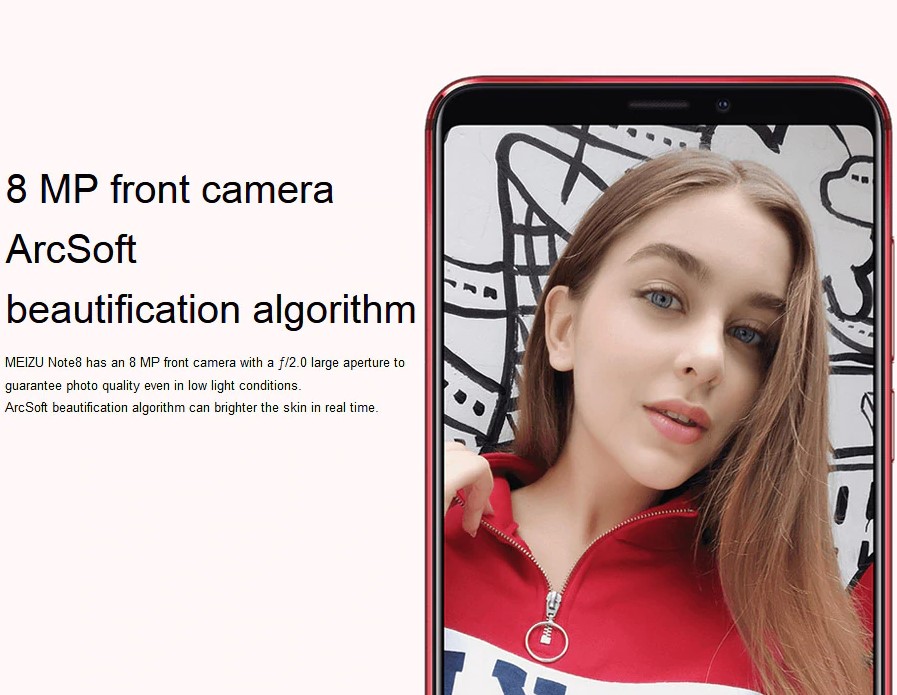 8 MP front camera
ArcSoft
beautification algorithm
MEIZU Note8 has an 8 MP front camera with a ƒ/2.0 large aperture to
guarantee photo quality even in low light conditions.
ArcSoft beautification algorithm can brighter the skin in real time.